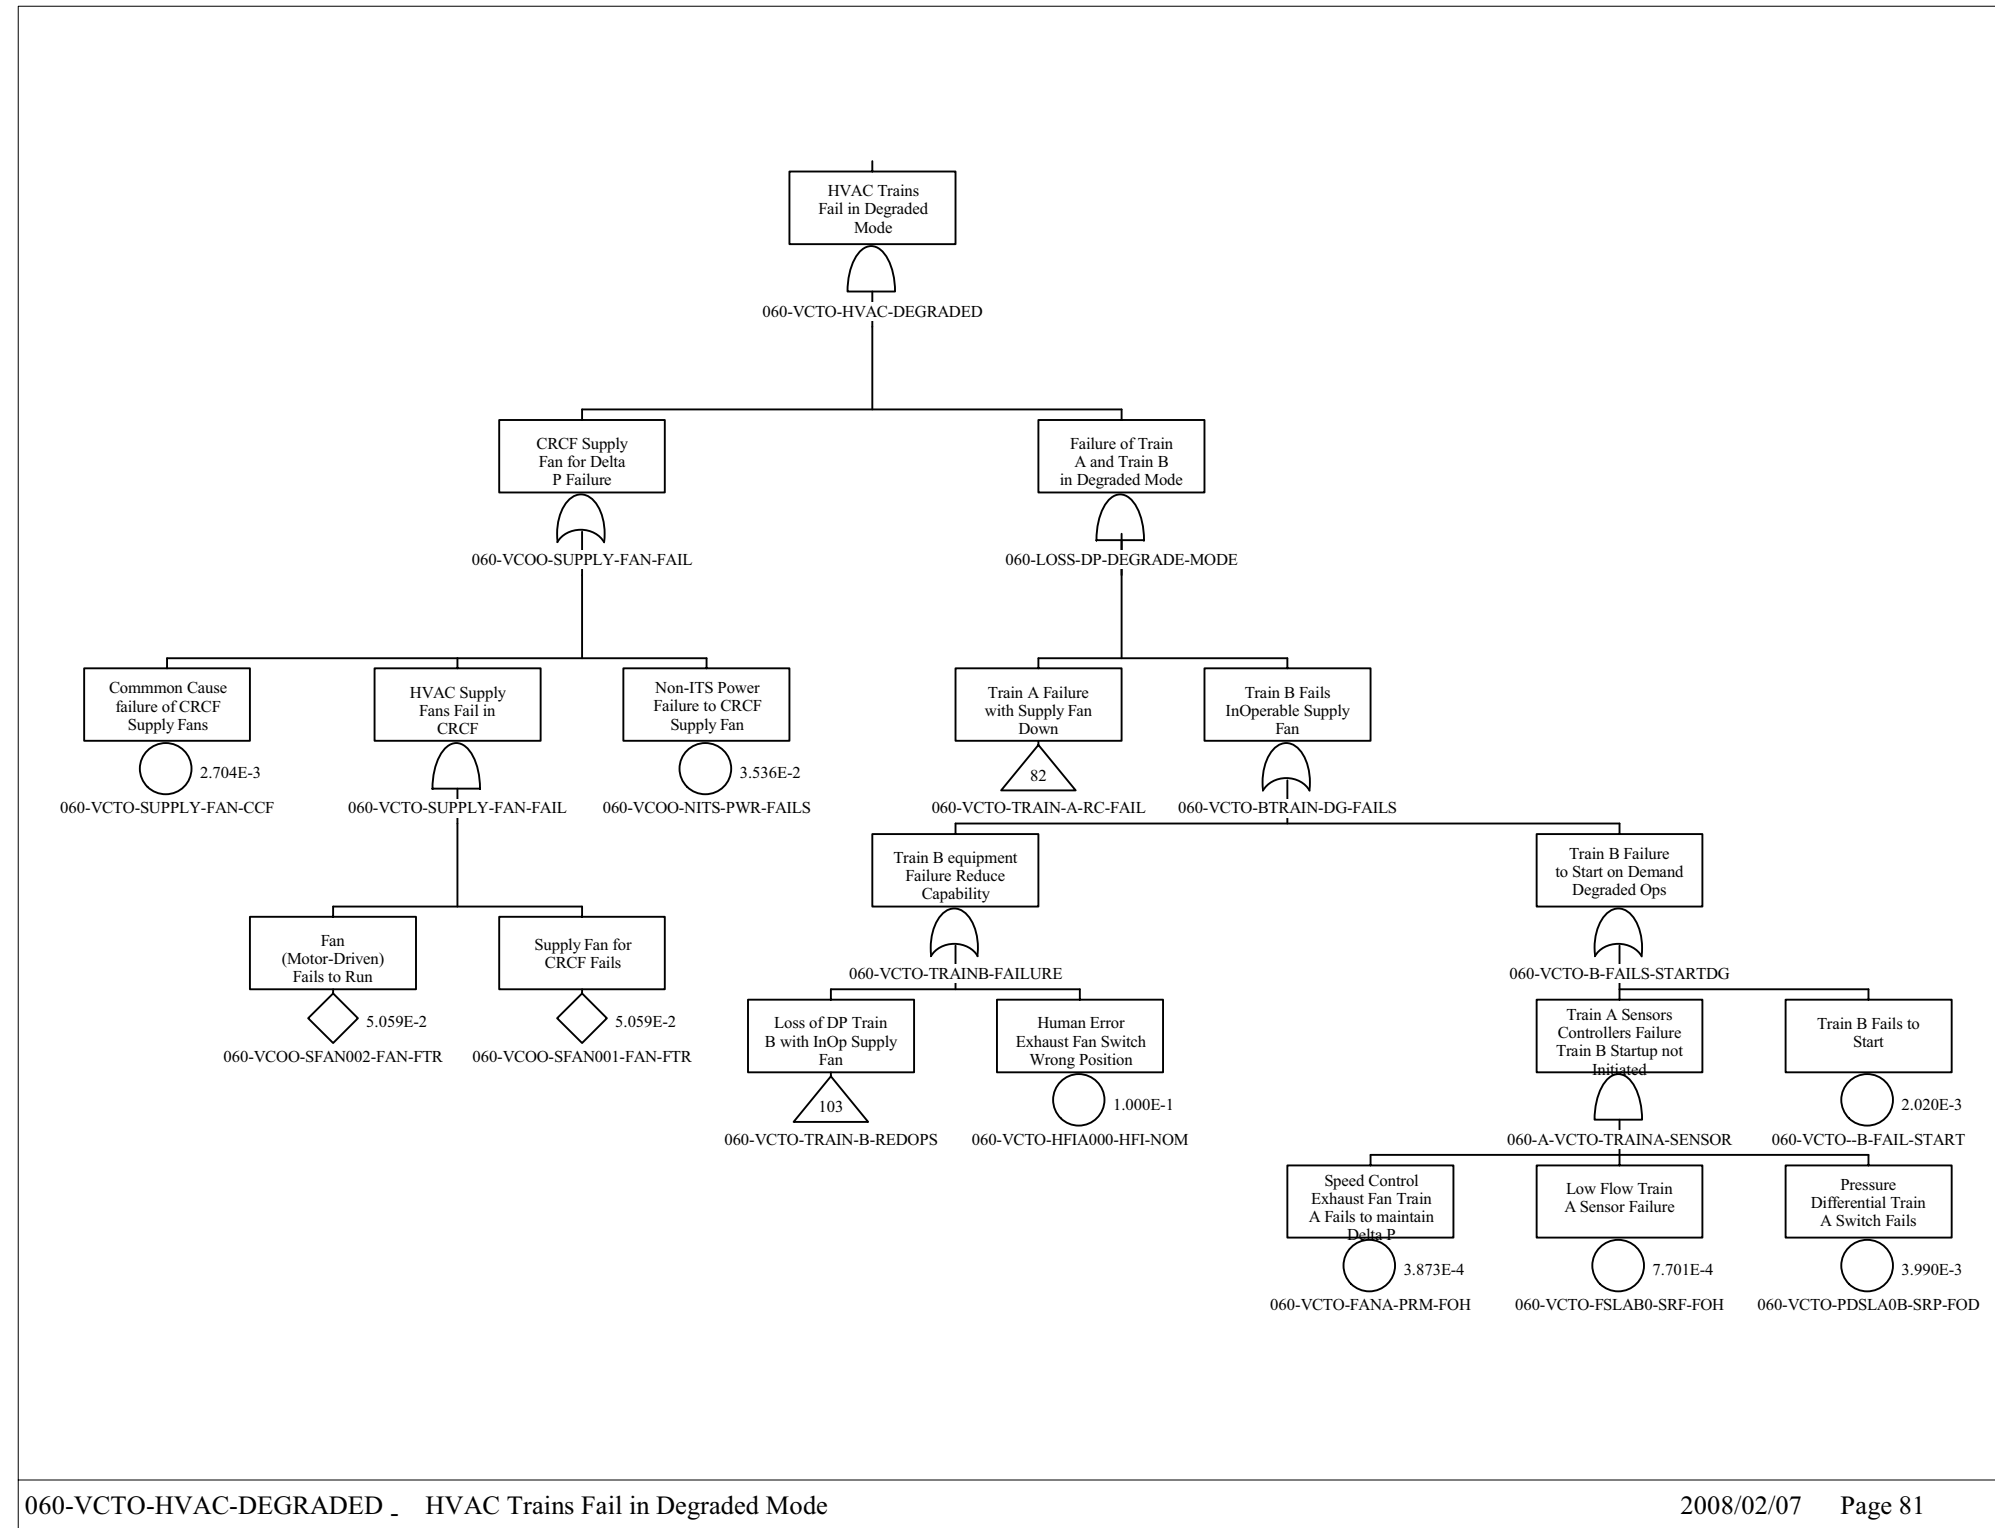 HVAC Trains
Fail in Degraded
Mode
060-VCTO-HVAC-DEGRADED
CRCF Supply
Fan for Delta
P Failure
060-VCOO-SUPPLY-FAN-FAIL
Failure of Train
A and Train B
in Degraded Mode
060-LOSS-DP-DEGRADE-MODE
Commmon Cause
failure of CRCF
Supply Fans
2.704E-3
060-VCTO-SUPPLY-FAN-CCF
HVAC Supply
Fans Fail in
CRCF
060-VCTO-SUPPLY-FAN-FAIL
Non-ITS Power
Failure to CRCF
Supply Fan
3.536E-2
060-VCOO-NITS-PWR-FAILS
Train A Failure
with Supply Fan
Down
82
060-VCTO-TRAIN-A-RC-FAIL
Train B Fails
InOperable Supply
Fan
060-VCTO-BTRAIN-DG-FAILS
Train B equipment
Failure Reduce
Capability
060-VCTO-TRAINB-FAILURE
Train B Failure
to Start on Demand
Degraded Ops
060-VCTO-B-FAILS-STARTDG
Fan
(Motor-Driven)
Fails to Run
5.059E-2
060-VCOO-SFAN002-FAN-FTR
Supply Fan for
CRCF Fails
5.059E-2
060-VCOO-SFAN001-FAN-FTR
Loss of DP Train
B with InOp Supply
Fan
103
060-VCTO-TRAIN-B-REDOPS
Human Error
Exhaust Fan Switch
Wrong Position
1.000E-1
060-VCTO-HFIA000-HFI-NOM
Train A Sensors
Controllers Failure
Train B Startup not
Initiated
060-A-VCTO-TRAINA-SENSOR
Train B Fails to
Start
2.020E-3
060-VCTO--B-FAIL-START
Speed Control
Exhaust Fan Train
A Fails to maintain
Delta P
3.873E-4
060-VCTO-FANA-PRM-FOH
Low Flow Train
A Sensor Failure
7.701E-4
060-VCTO-FSLAB0-SRF-FOH
Pressure
Differential Train
A Switch Fails
3.990E-3
060-VCTO-PDSLA0B-SRP-FOD
060-VCTO-HVAC-DEGRADED _ HVAC Trains Fail in Degraded Mode
2008/02/07 Page 81